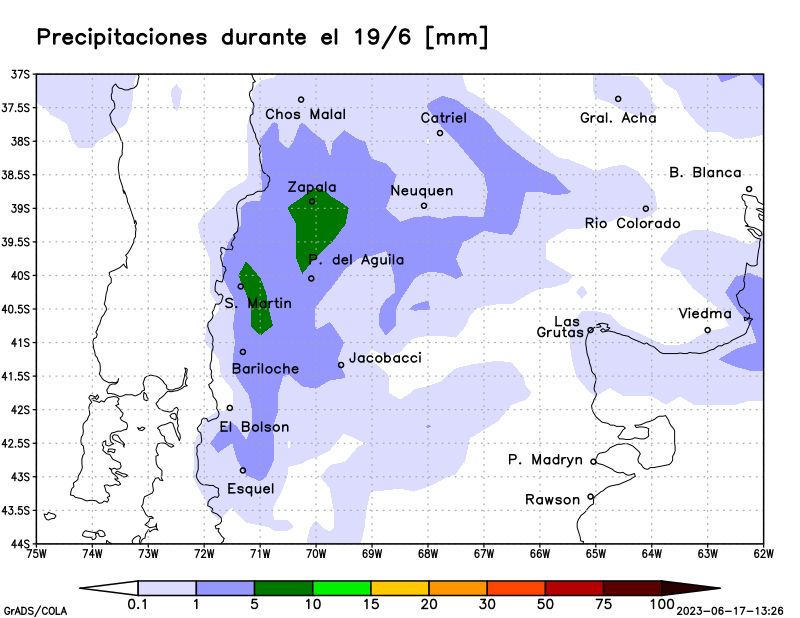 Precipitaciones durante el 19/6 [mm]
37S
37.5S
38S
38.5S
39S
39.5S
40S
40.5S
41S
41.5S
42S
42.5S
43S
43.5S
44S
Chos Malal
Catriel
Gral. Acha
B. Blanca
Zapala
Neuquen
Rio Colorado
P. del Aguila
S. Martin
Viedma
Las
Grutas
Jacobacci
Bariloche
El Bolson
P. Madryn
Esquel
Rawson
75W 74W 73W 72W 71W 70W 69W 68W 67W 66W 65W 64W 63W 62W
0.1 1 5 10 15 20 30 50 75 100
GrADS/COLA
2023-06-17-13:26